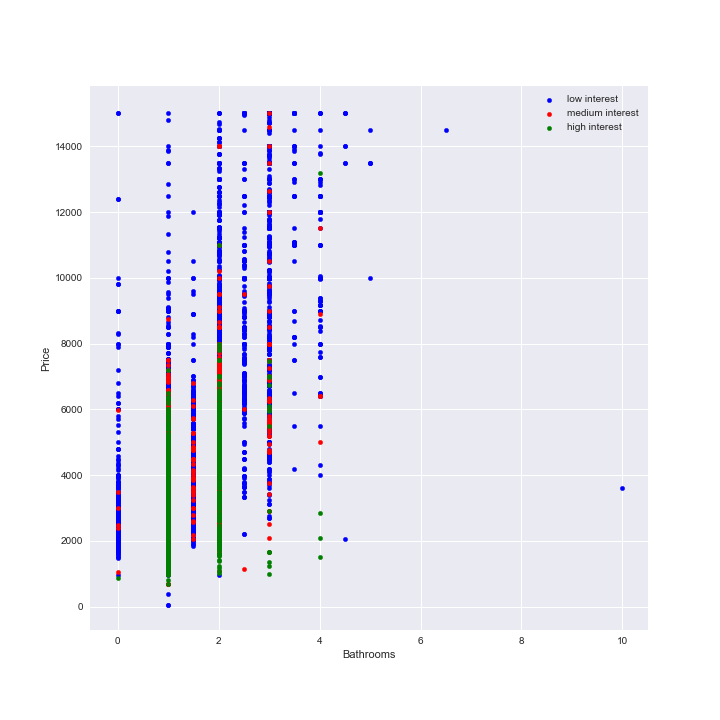 low interest
medium interest
high interest
14000
12000
10000
8000
6000
4000
2000
0
Price
0 2 4 6 8 10
Bathrooms